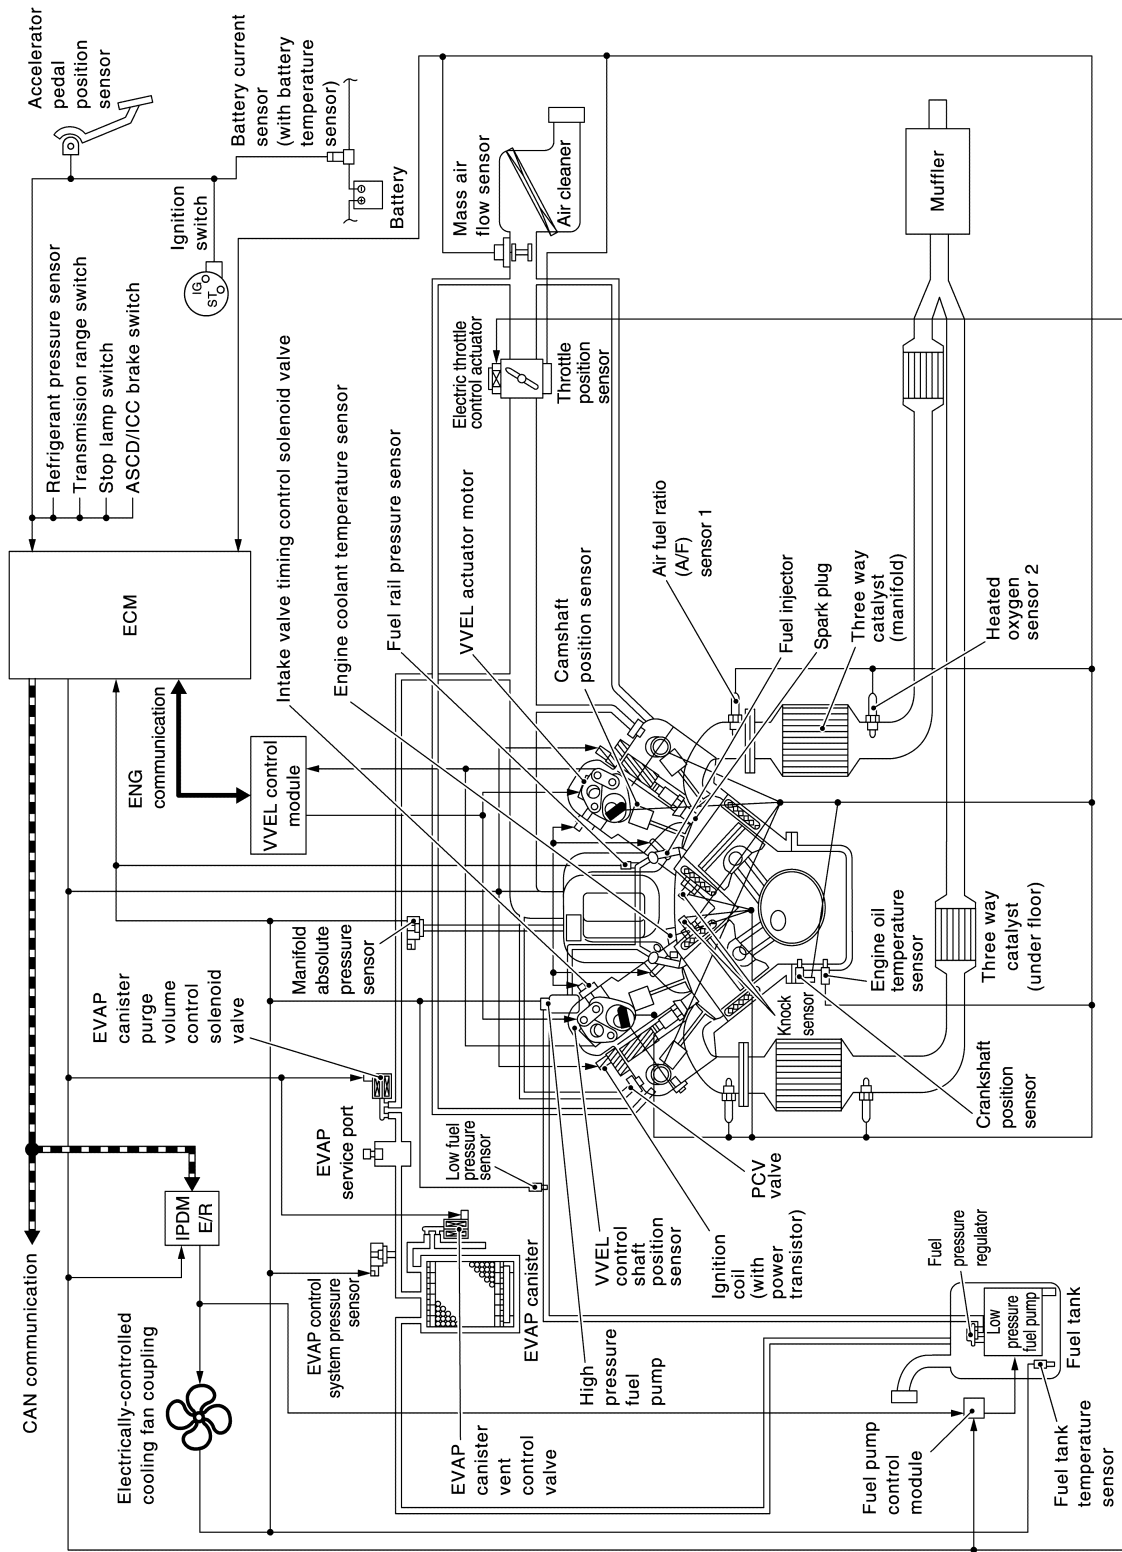 Accelerator
pedal
position
sensor
Battery current
sensor
(with battery
temperature
sensor)
Battery
Ignition
switch
IG
ST
Refrigerant pressure sensor
Transmission range switch
Stop lamp switch
ASCD/ICC brake switch
ECM
ENG
communication
VVEL control
module
CAN communication
IPDM
E/R
Electrically-controlled
cooling fan coupling
Mass air
flow sensor
Air cleaner
Electric throttle
control actuator
Throttle
position
sensor
Muffler
Intake valve timing control solenoid valve
Engine coolant temperature sensor
Fuel rail pressure sensor
VVEL actuator motor
Camshaft
position sensor
Air fuel ratio
(A/F)
sensor 1
Fuel injector
Spark plug
Three way
catalyst
(manifold)
Heated
oxygen
sensor 2
Manifold
absolute
pressure
sensor
EVAP
canister
purge
volume
control
solenoid
valve
EVAP
service port
Low fuel
pressure
sensor
EVAP control
system pressure
sensor
EVAP canister
EVAP
canister
vent
control
valve
High
pressure
fuel
pump
VVEL
control
shaft
position
sensor
Ignition
coil
(with
power
transistor)
PCV
valve
Knock
sensor
Engine oil
temperature
sensor
Crankshaft
position
sensor
Three way
catalyst
(under floor)
Fuel
pressure
regulator
Low
pressure
fuel pump
Fuel tank
Fuel pump
control
module
Fuel tank
temperature
sensor